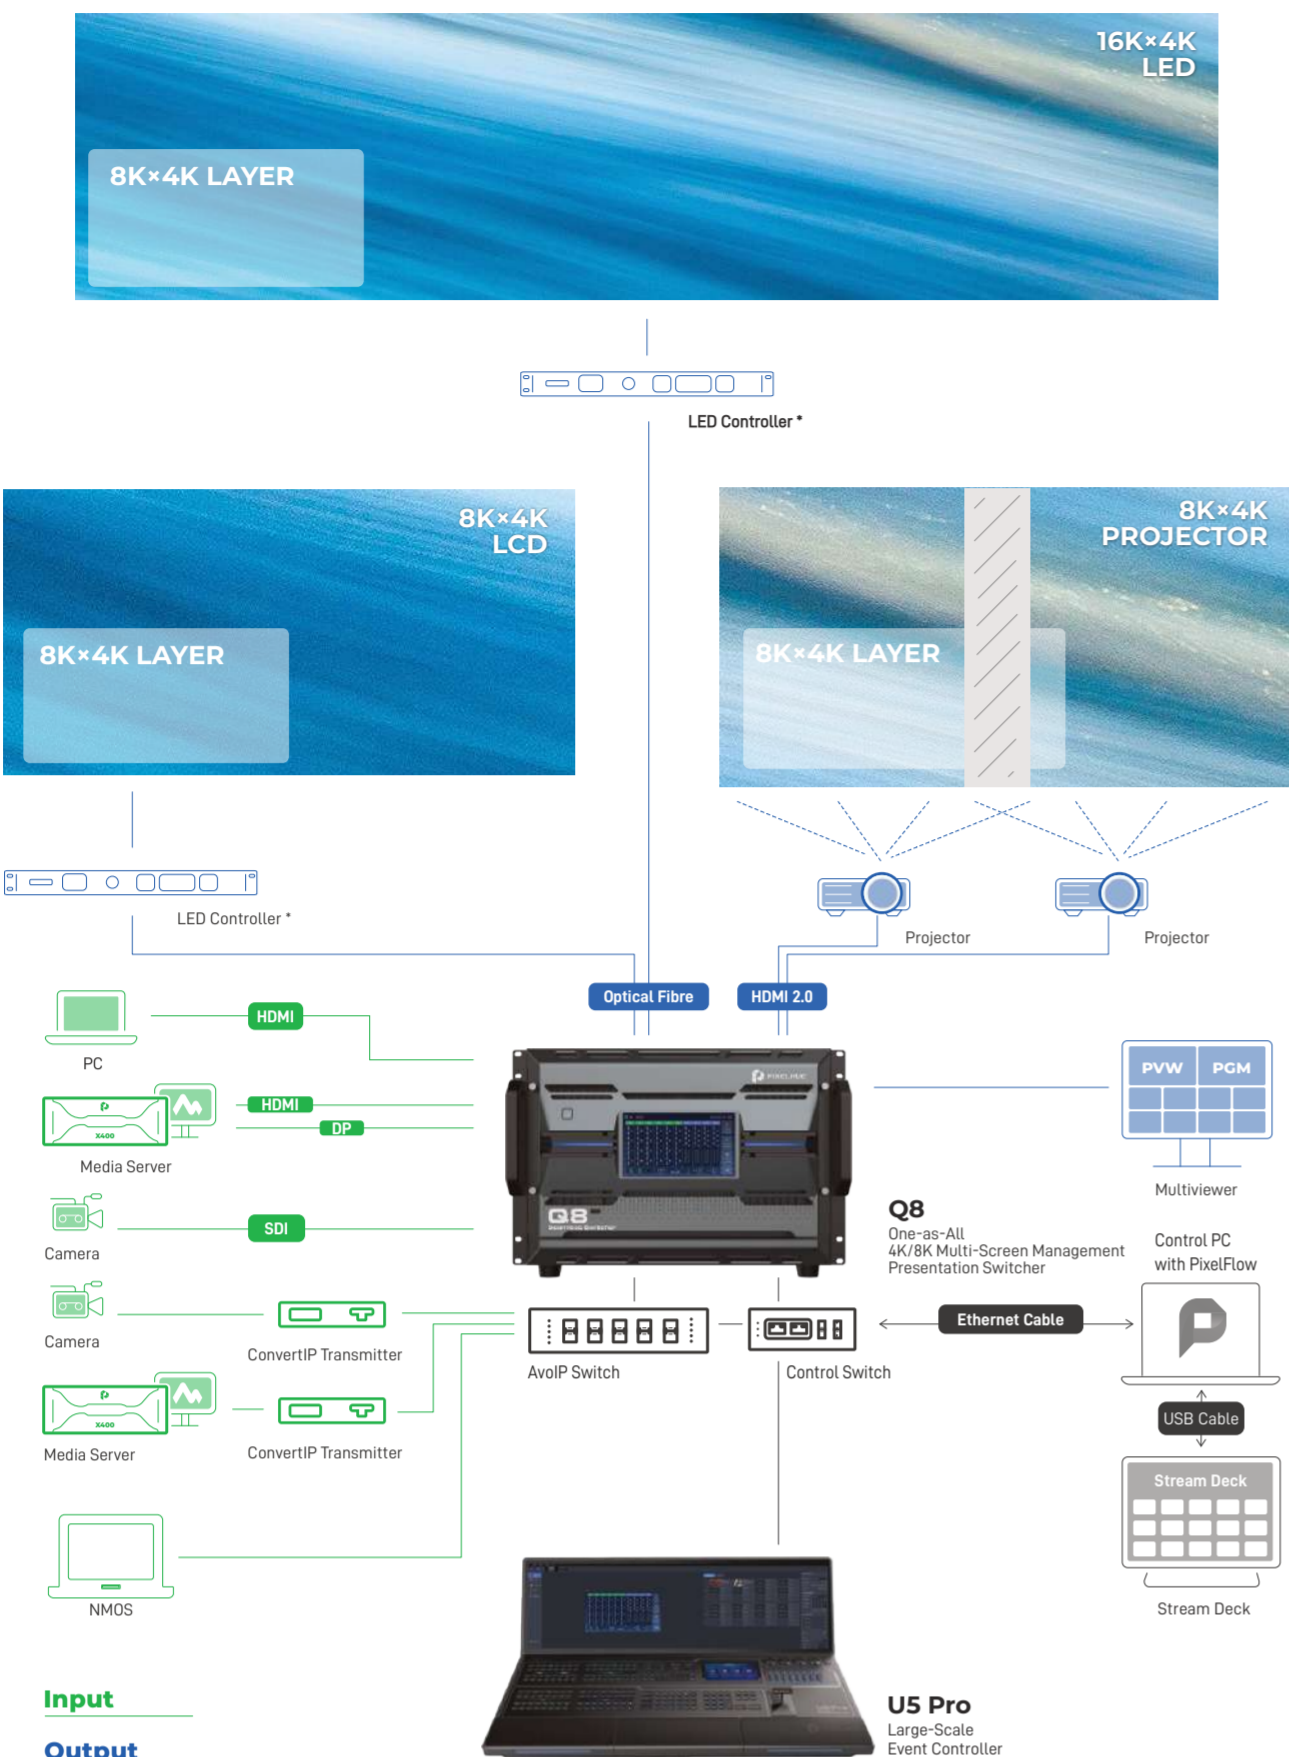 16K×4K
LED
8K×4K LAYER
LED Controller *
8K×4K
LCD
8K×4K LAYER
8K×4K
PROJECTOR
8K×4K LAYER
LED Controller *
Projector
Projector
Optical Fibre
HDMI 2.0
HDMI
PC
HDMI
DP
X400
Media Server
PIXELHUE
Q8
PVW
PGM
Multiviewer
SDI
Camera
Q8
One-as-All
4K/8K Multi-Screen Management
Presentation Switcher
Control PC
with PixelFlow
Camera
ConvertIP Transmitter
AvoIP Switch
Control Switch
Ethernet Cable
X400
Media Server
ConvertIP Transmitter
USB Cable
Stream Deck
Stream Deck
NMOS
Input
Output
U5 Pro
Large-Scale
Event Controller